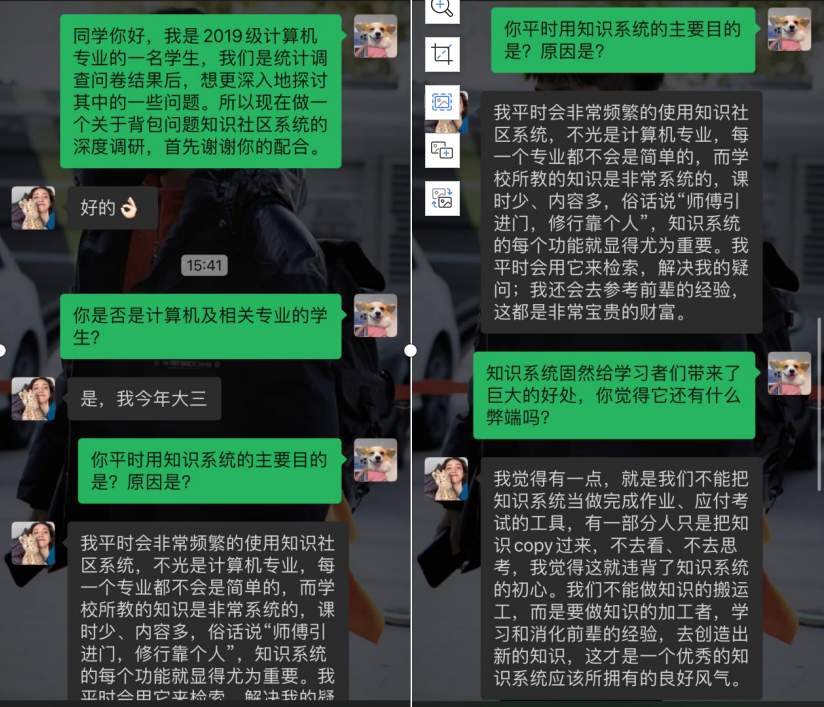 同学你好，我是2019级计算机
专业的一名学生，我们是统计调
查问卷结果后，想更深入地探讨
其中的一些问题。所以现在做一
个关于背包问题知识社区系统的
深度调研，首先谢谢你的配合。
好的👌🏻
15:41
你是否是计算机及相关专业的学
生?
是，我今年大三
你平时用知识系统的主要目的
是？原因是?
我平时会非常频繁的使用知识社
区系统，不光是计算机专业，每
一个专业都不会是简单的，而学
校所教的知识是非常系统的，课
时少、内容多，俗话说“师傅引
进门，修行靠个人”，知识系统
的每个功能就显得尤为重要。我
平时会用它来检索，解决我的疑
你平时用知识系统的主要目的
是？原因是?
我平时会非常频繁的使用知识社
区系统，不光是计算机专业，每
一个专业都不会是简单的，而学
校所教的知识是非常系统的，课
时少、内容多，俗话说“师傅引
进门，修行靠个人”，知识系统
的每个功能就显得尤为重要。我
平时会用它来检索，解决我的疑
问；我还会去参考前辈的经验，
这都是非常宝贵的财富。
知识系统固然给学习者们带来了
巨大的好处，你觉得它还有什么
弊端吗?
我觉得有一点，就是我们不能把
知识系统当做完成作业、应付考
试的工具，有一部分人只是把知
识copy过来，不去看、不去思
考，我觉得这就违背了知识系统
的初心。我们不能做知识的搬运
工，而是要做知识的加工者，学
习和消化前辈的经验，去创造出
新的知识，这才是一个优秀的知
识系统应该所拥有的良好风气。